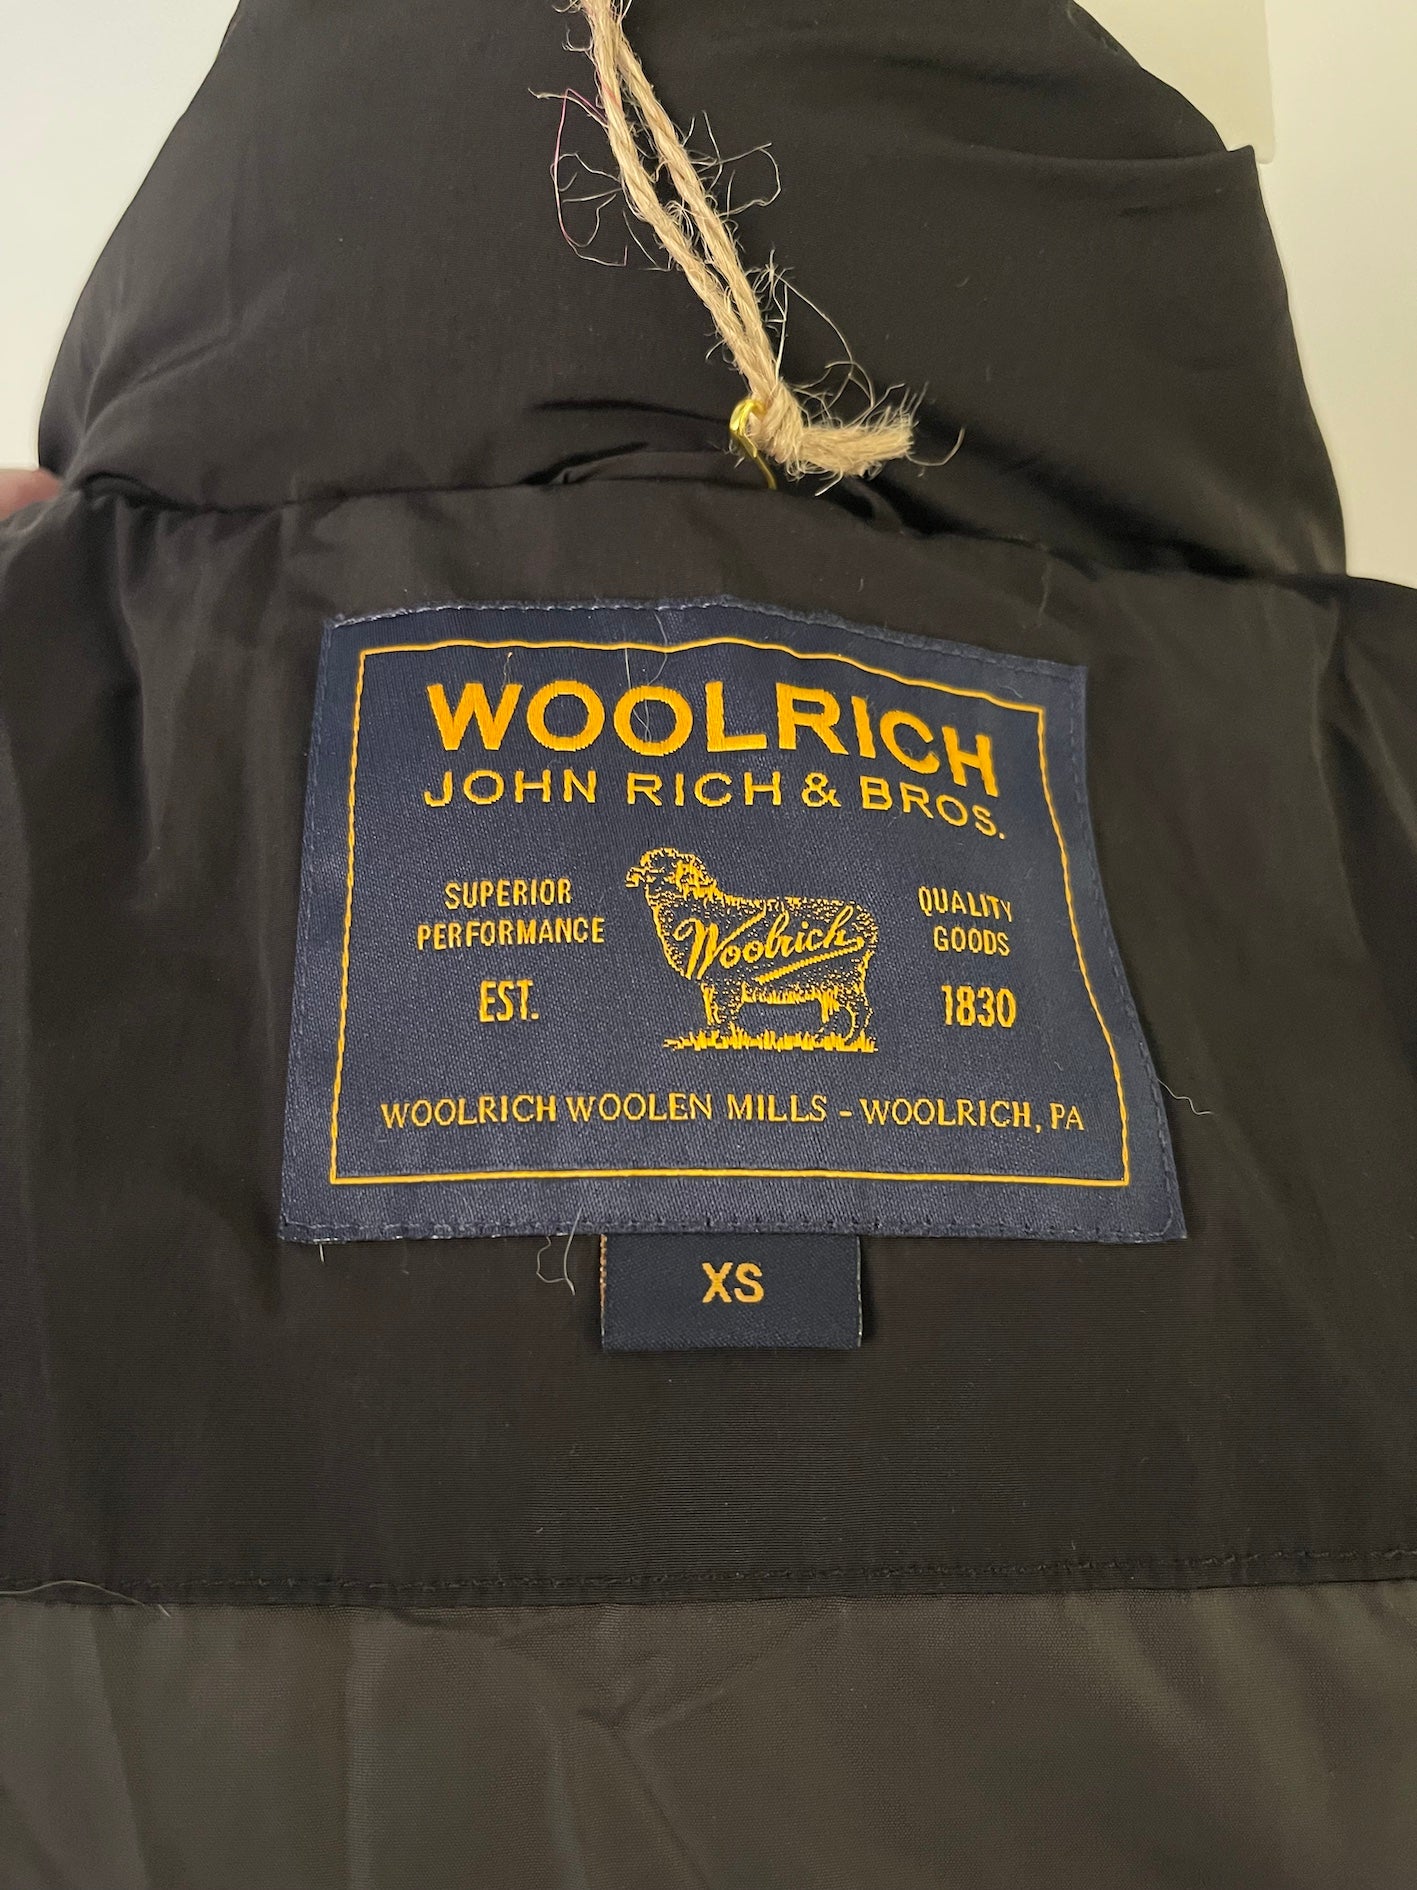 WOOLRICH
JOHN RICH & BROS.
SUPERIOR
PERFORMANCE
EST.
Woolrich
QUALITY
GOODS
1830
WOOLRICH WOOLEN MILLS - WOOLRICH, PA
XS